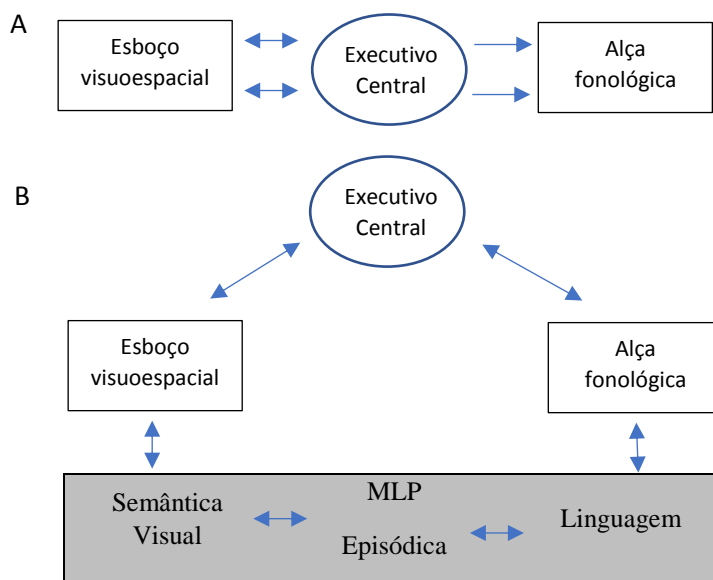 A
Esboço
visuoespacial
Executivo
Central
Alça
fonológica
B
Executivo
Central
Esboço
visuoespacial
Alça
fonológica
Semântica
Visual
MLP
Episódica
Linguagem